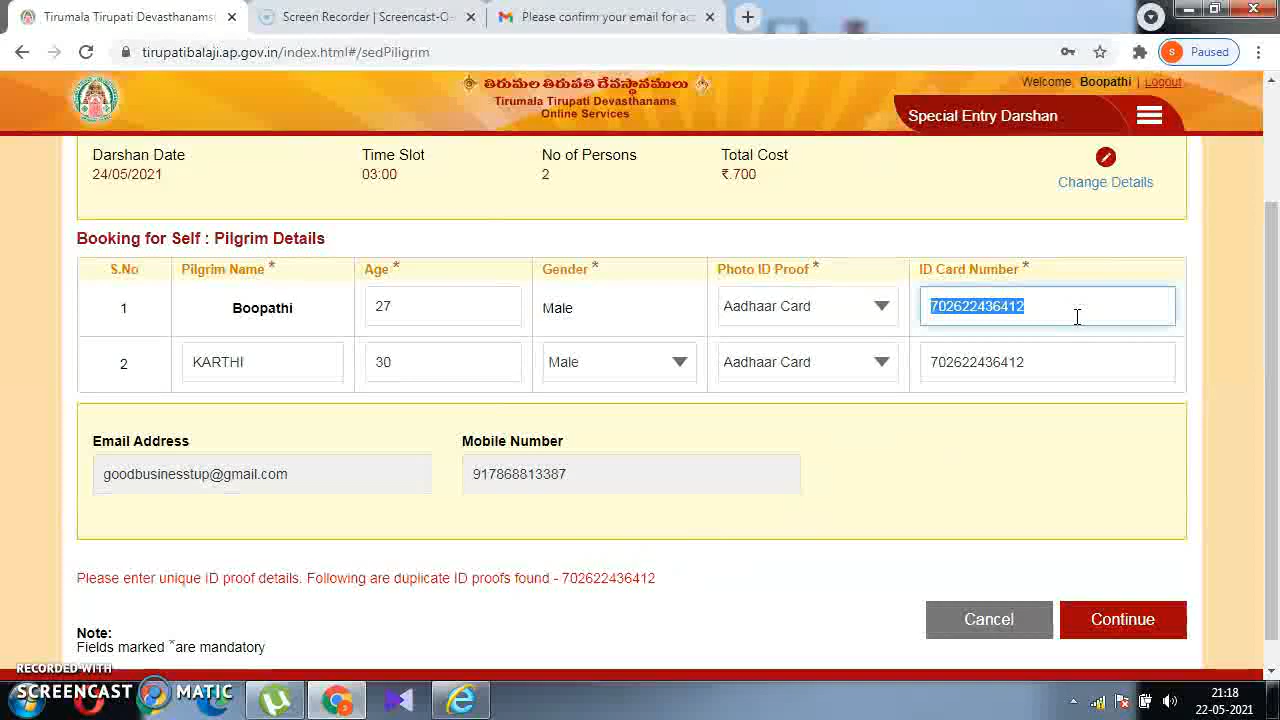 Tirumala Tirupati Devasthanams
Screen Recorder | Screencast-O-
Please confirm your email for ac
tirupatibalaji.ap.gov.in/index.html#/sedPiligrim
S
Paused
తిరుమల తిరుపతి దేవస్థానములు
Tirumala Tirupati Devasthanams
Online Services
Welcome, Boopathi | Logout
Special Entry Darshan
Darshan Date
Time Slot
No of Persons
Total Cost
24/05/2021
03:00
2
₹.700
Change Details
Booking for Self : Pilgrim Details
S.No
Pilgrim Name *
Age *
Gender *
Photo ID Proof *
ID Card Number *
1
Boopathi
27
Male
Aadhaar Card
702622436412
2
KARTHI
30
Male
Aadhaar Card
702622436412
Email Address
Mobile Number
goodbusinesstup@gmail.com
917868813387
Please enter unique ID proof details. Following are duplicate ID proofs found - 702622436412
Cancel
Continue
Note:
Fields marked *are mandatory
RECORDED WITH
SCREENCAST MATIC
21:18
22-05-2021